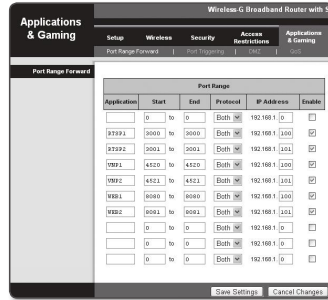 Wireless-G Broadband Router with S
Applications
& Gaming
Setup Wireless Security Access Restrictions Applications & Gaming
Port Range Forward | Port Triggering | DMZ | QoS
Port Range Forward
Port Range
Application Start End Protocol IP Address Enable
0 to 0 Both 192.168.1. 0
RTSP1 3000 to 3000 Both 192.168.1. 100
RTSP2 3001 to 3001 Both 192.168.1. 101
VNP1 4520 to 4520 Both 192.168.1. 100
VNP2 4521 to 4521 Both 192.168.1. 101
WEB1 8080 to 8080 Both 192.168.1. 100
WEB2 8081 to 8081 Both 192.168.1. 101
0 to 0 Both 192.168.1. 0
0 to 0 Both 192.168.1. 0
0 to 0 Both 192.168.1. 0
Save Settings Cancel Changes